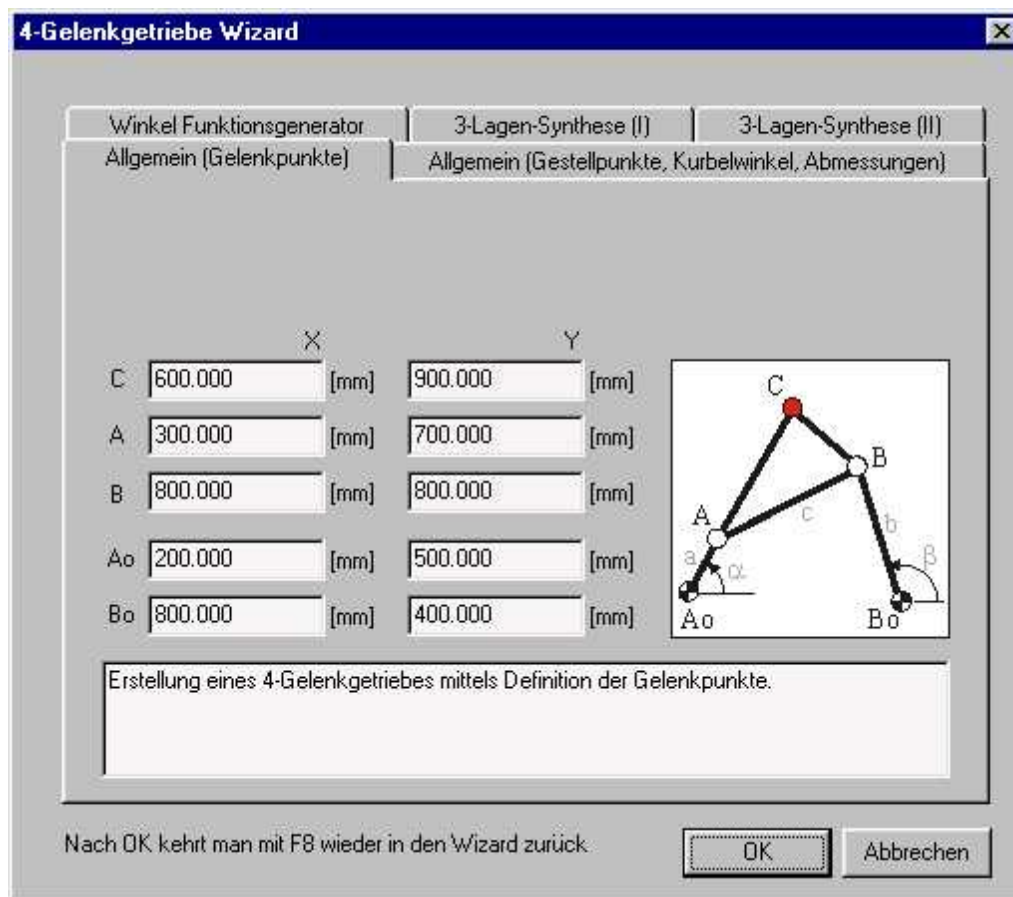 4-Gelenkgetriebe Wizard
Winkel Funktionsgenerator
3-Lagen-Synthese (I)
3-Lagen-Synthese (II)
Allgemein (Gelenkpunkte)
Allgemein (Gestellpunkte, Kurbelwinkel, Abmessungen)
X Y
C 600.000 [mm] 900.000 [mm]
A 300.000 [mm] 700.000 [mm]
B 800.000 [mm] 800.000 [mm]
Ao 200.000 [mm] 500.000 [mm]
Bo 800.000 [mm] 400.000 [mm]
C
B
A
c
b
a
α
β
Ao
Bo
Erstellung eines 4-Gelenkgetriebes mittels Definition der Gelenkpunkte.
Nach OK kehrt man mit F8 wieder in den Wizard zurück
OK
Abbrechen